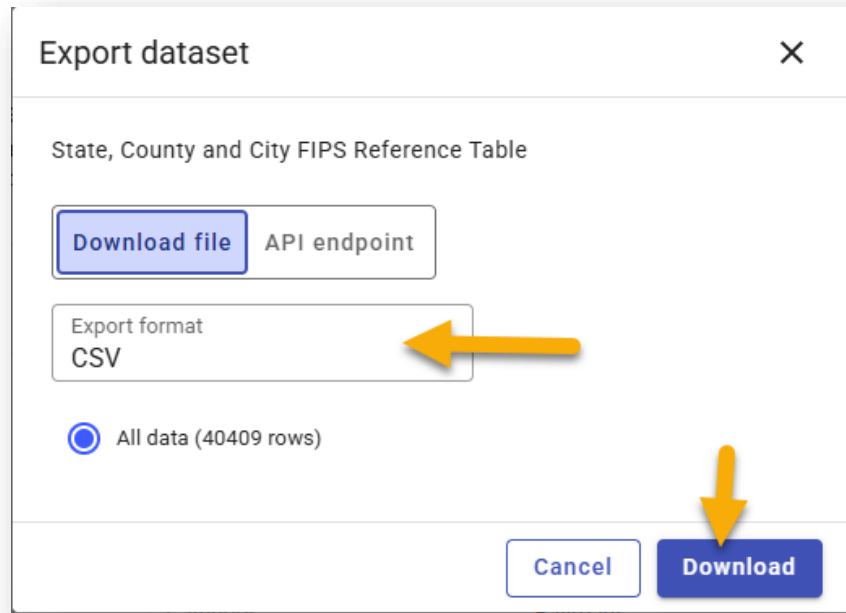 Export dataset
State, County and City FIPS Reference Table
Download file API endpoint
Export format
CSV
All data (40409 rows)
Cancel Download